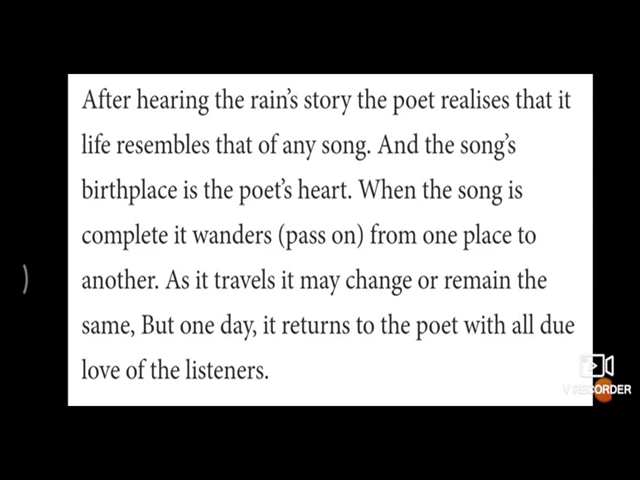 After hearing the rain's story the poet realises that it
life resembles that of any song. And the song's
birthplace is the poet's heart. When the song is
complete it wanders (pass on) from one place to
another. As it travels it may change or remain the
same, But one day, it returns to the poet with all due
love of the listeners.
V RECORDER